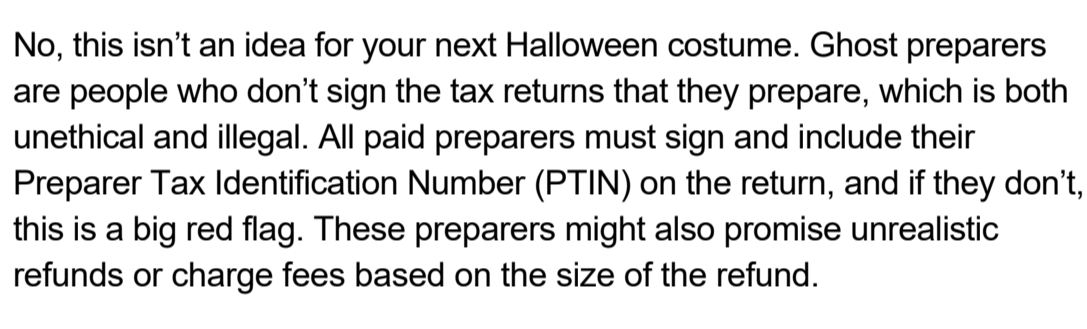 No, this isn’t an idea for your next Halloween costume. Ghost preparers
are people who don’t sign the tax returns that they prepare, which is both
unethical and illegal. All paid preparers must sign and include their
Preparer Tax Identification Number (PTIN) on the return, and if they don’t,
this is a big red flag. These preparers might also promise unrealistic
refunds or charge fees based on the size of the refund.